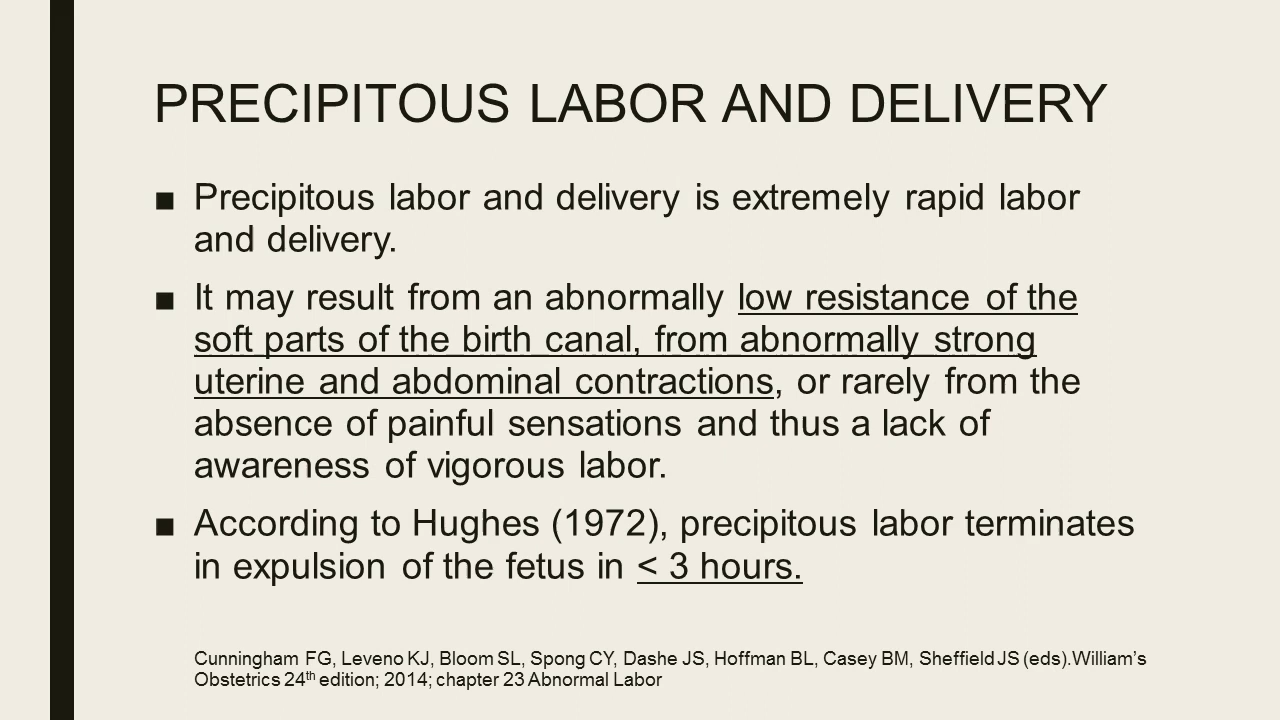 PRECIPITOUS LABOR AND DELIVERY
■ Precipitous labor and delivery is extremely rapid labor
and delivery.
■ It may result from an abnormally low resistance of the
soft parts of the birth canal, from abnormally strong
uterine and abdominal contractions, or rarely from the
absence of painful sensations and thus a lack of
awareness of vigorous labor.
■ According to Hughes (1972), precipitous labor terminates
in expulsion of the fetus in < 3 hours.
Cunningham FG, Leveno KJ, Bloom SL, Spong CY, Dashe JS, Hoffman BL, Casey BM, Sheffield JS (eds).William’s
Obstetrics 24th edition; 2014; chapter 23 Abnormal Labor